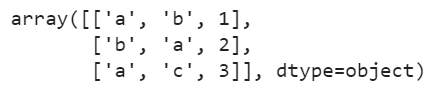 array([['a', 'b', 1],
       ['b', 'a', 2],
       ['a', 'c', 3]], dtype=object)